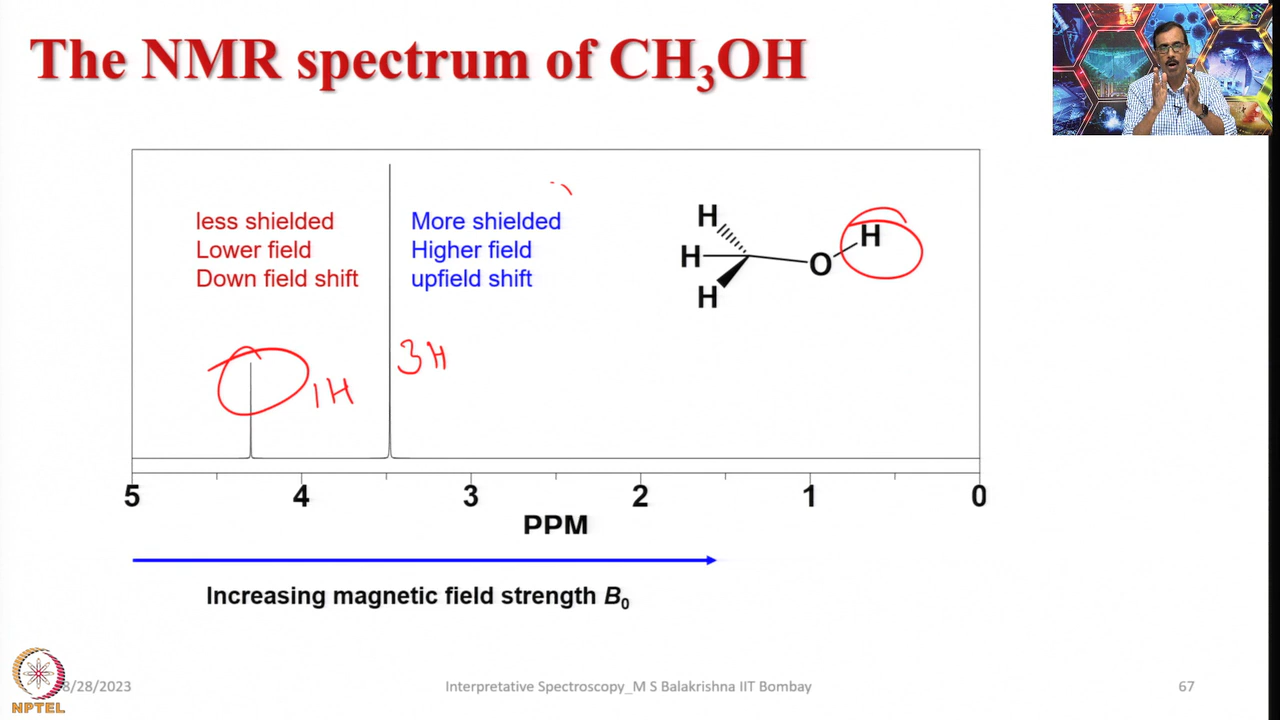 The NMR spectrum of CH₃OH
less shielded
Lower field
Down field shift
More shielded
Higher field
upfield shift
H
H
H
O
H
3H
1H
5 4 3 2 1 0
PPM
Increasing magnetic field strength B₀
8/28/2023
Interpretative Spectroscopy_M S Balakrishna IIT Bombay
67
NPTEL